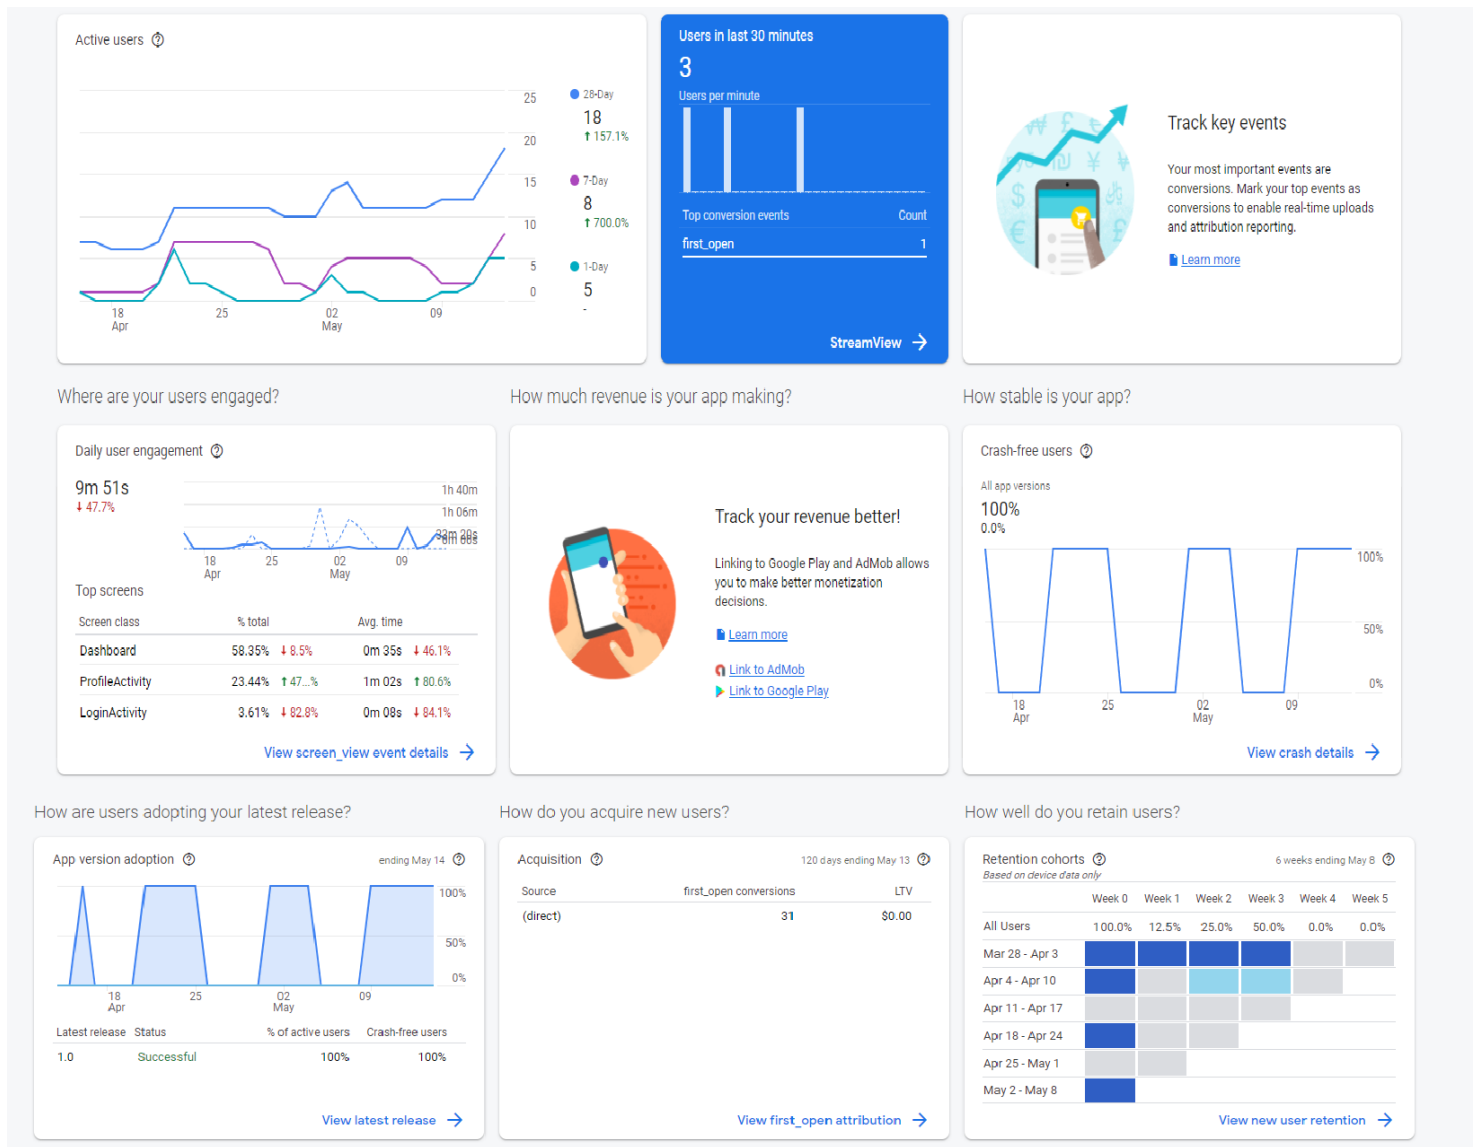 Active users
25
20
15
10
5
0
18
Apr
25
02
May
09
28-Day
18
157.1%
7-Day
8
700.0%
1-Day
5
-
Users in last 30 minutes
3
Users per minute
Top conversion events Count
first_open 1
StreamView
Track key events
Your most important events are
conversions. Mark your top events as
conversions to enable real-time uploads
and attribution reporting.
Learn more
Where are your users engaged?
Daily user engagement
9m 51s
47.7%
1h 40m
1h 06m
18
Apr
25
02
May
09
Top screens
Screen class % total Avg. time
Dashboard 58.35% 8.5% 0m 35s 46.1%
ProfileActivity 23.44% 47...% 1m 02s 80.6%
LoginActivity 3.61% 82.8% 0m 08s 84.1%
View screen_view event details
How much revenue is your app making?
Track your revenue better!
Linking to Google Play and AdMob allows
you to make better monetization
decisions.
Learn more
Link to AdMob
Link to Google Play
How stable is your app?
Crash-free users
All app versions
100%
0.0%
100%
50%
0%
18
Apr
25
02
May
09
View crash details
How are users adopting your latest release?
App version adoption ending May 14
100%
50%
0%
18
Apr
25
02
May
09
Latest release Status % of active users Crash-free users
1.0 Successful 100% 100%
View latest release
How do you acquire new users?
Acquisition 120 days ending May 13
Source first_open conversions LTV
(direct) 31 $0.00
View first_open attribution
How well do you retain users?
Retention cohorts 6 weeks ending May 8
Based on device data only
Week 0 Week 1 Week 2 Week 3 Week 4 Week 5
All Users 100.0% 12.5% 25.0% 50.0% 0.0% 0.0%
Mar 28 - Apr 3
Apr 4 - Apr 10
Apr 11 - Apr 17
Apr 18 - Apr 24
Apr 25 - May 1
May 2 - May 8
View new user retention